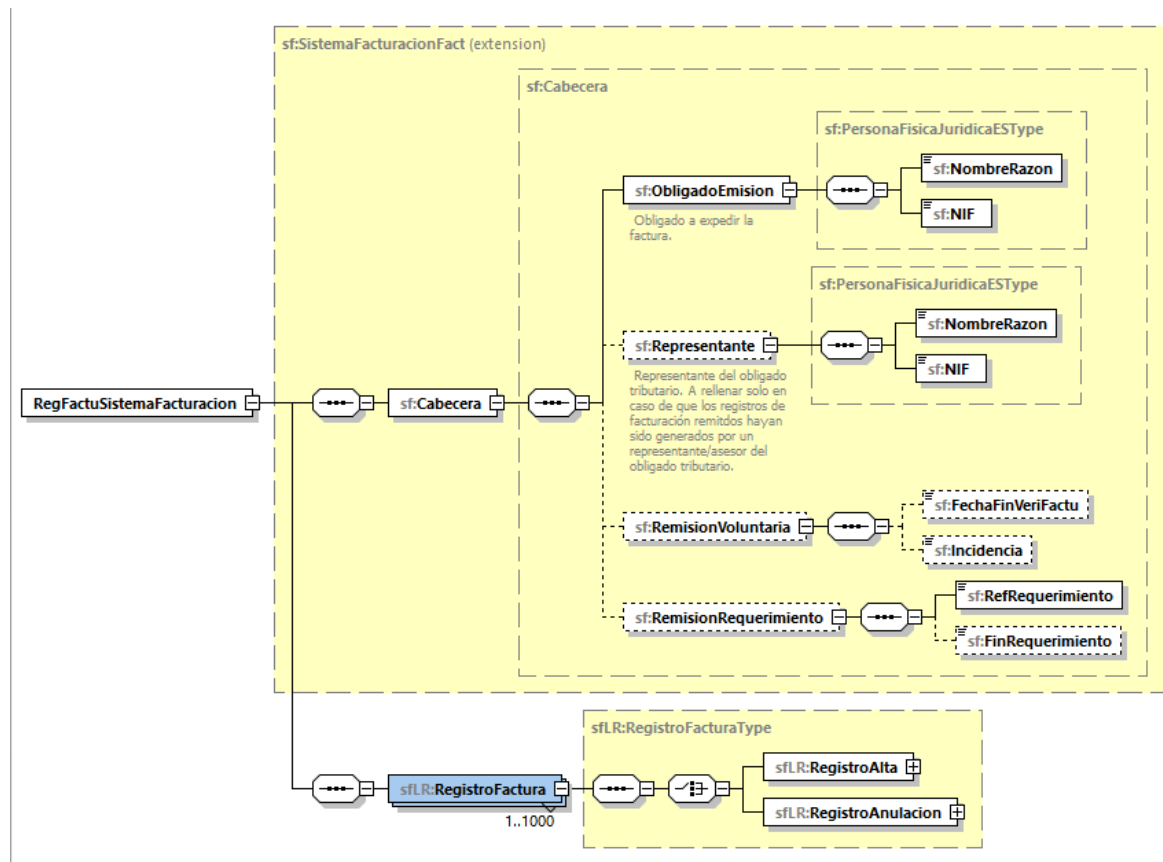 sf:SistemaFacturacionFact (extension)
sf:Cabecera
sf:PersonaFisicaJuridicaESType
sf:NombreRazon
sf:ObligadoEmision
sf:NIF
Obligado a expedir la
factura.
sf:PersonaFisicaJuridicaESType
sf:NombreRazon
sf:Representante
sf:NIF
Representante del obligado
tributario. A rellenar solo en
caso de que los registros de
facturación remitdos hayan
sido generados por un
representante/asesor del
obligado tributario.
RegFactuSistemaFacturacion
sf:Cabecera
sf:FechaFinVeriFactu
sf:RemisionVoluntaria
sf:Incidencia
sf:RefRequerimiento
sf:RemisionRequerimiento
sf:FinRequerimiento
sfLR:RegistroFacturaType
sfLR:RegistroAlta
sfLR:RegistroFactura
sfLR:RegistroAnulacion
1..1000